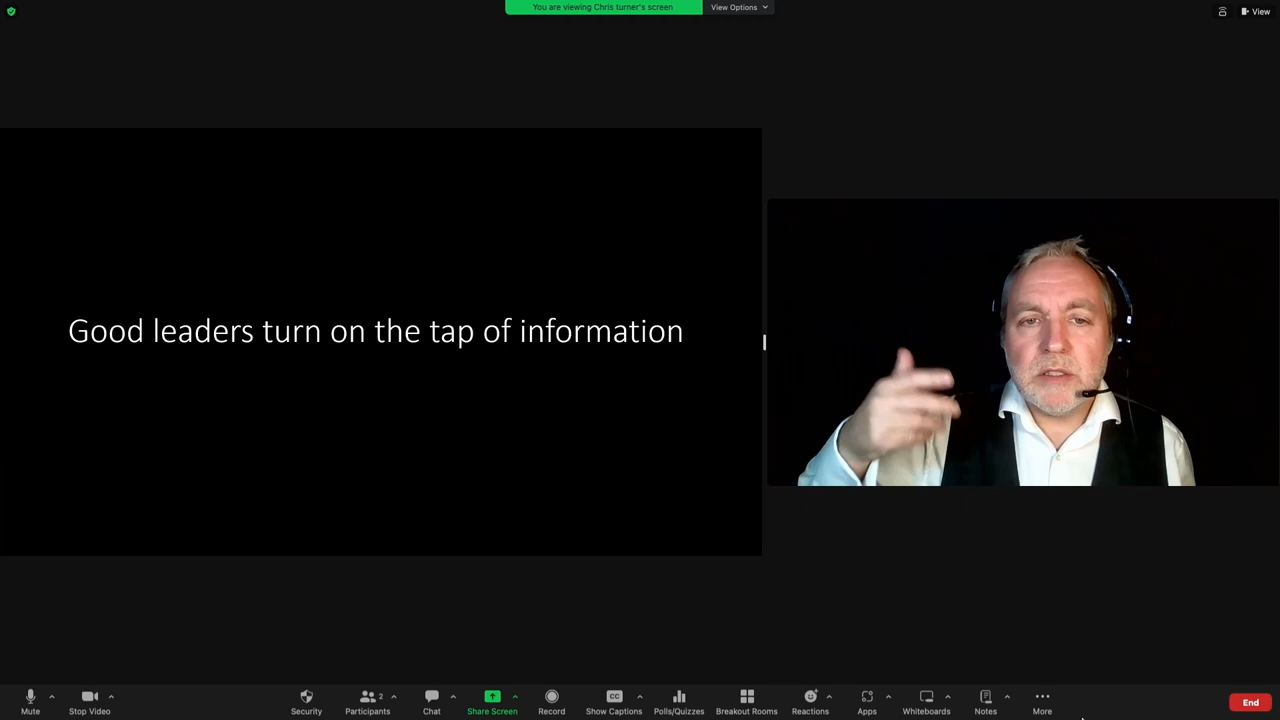 You are viewing Chris turner's screen
View Options
View
Good leaders turn on the tap of information
Mute
Stop Video
Security
2
Participants
Chat
Share Screen
Record
CC
Show Captions
Polls/Quizzes
Breakout Rooms
Reactions
Apps
Whiteboards
Notes
More
End